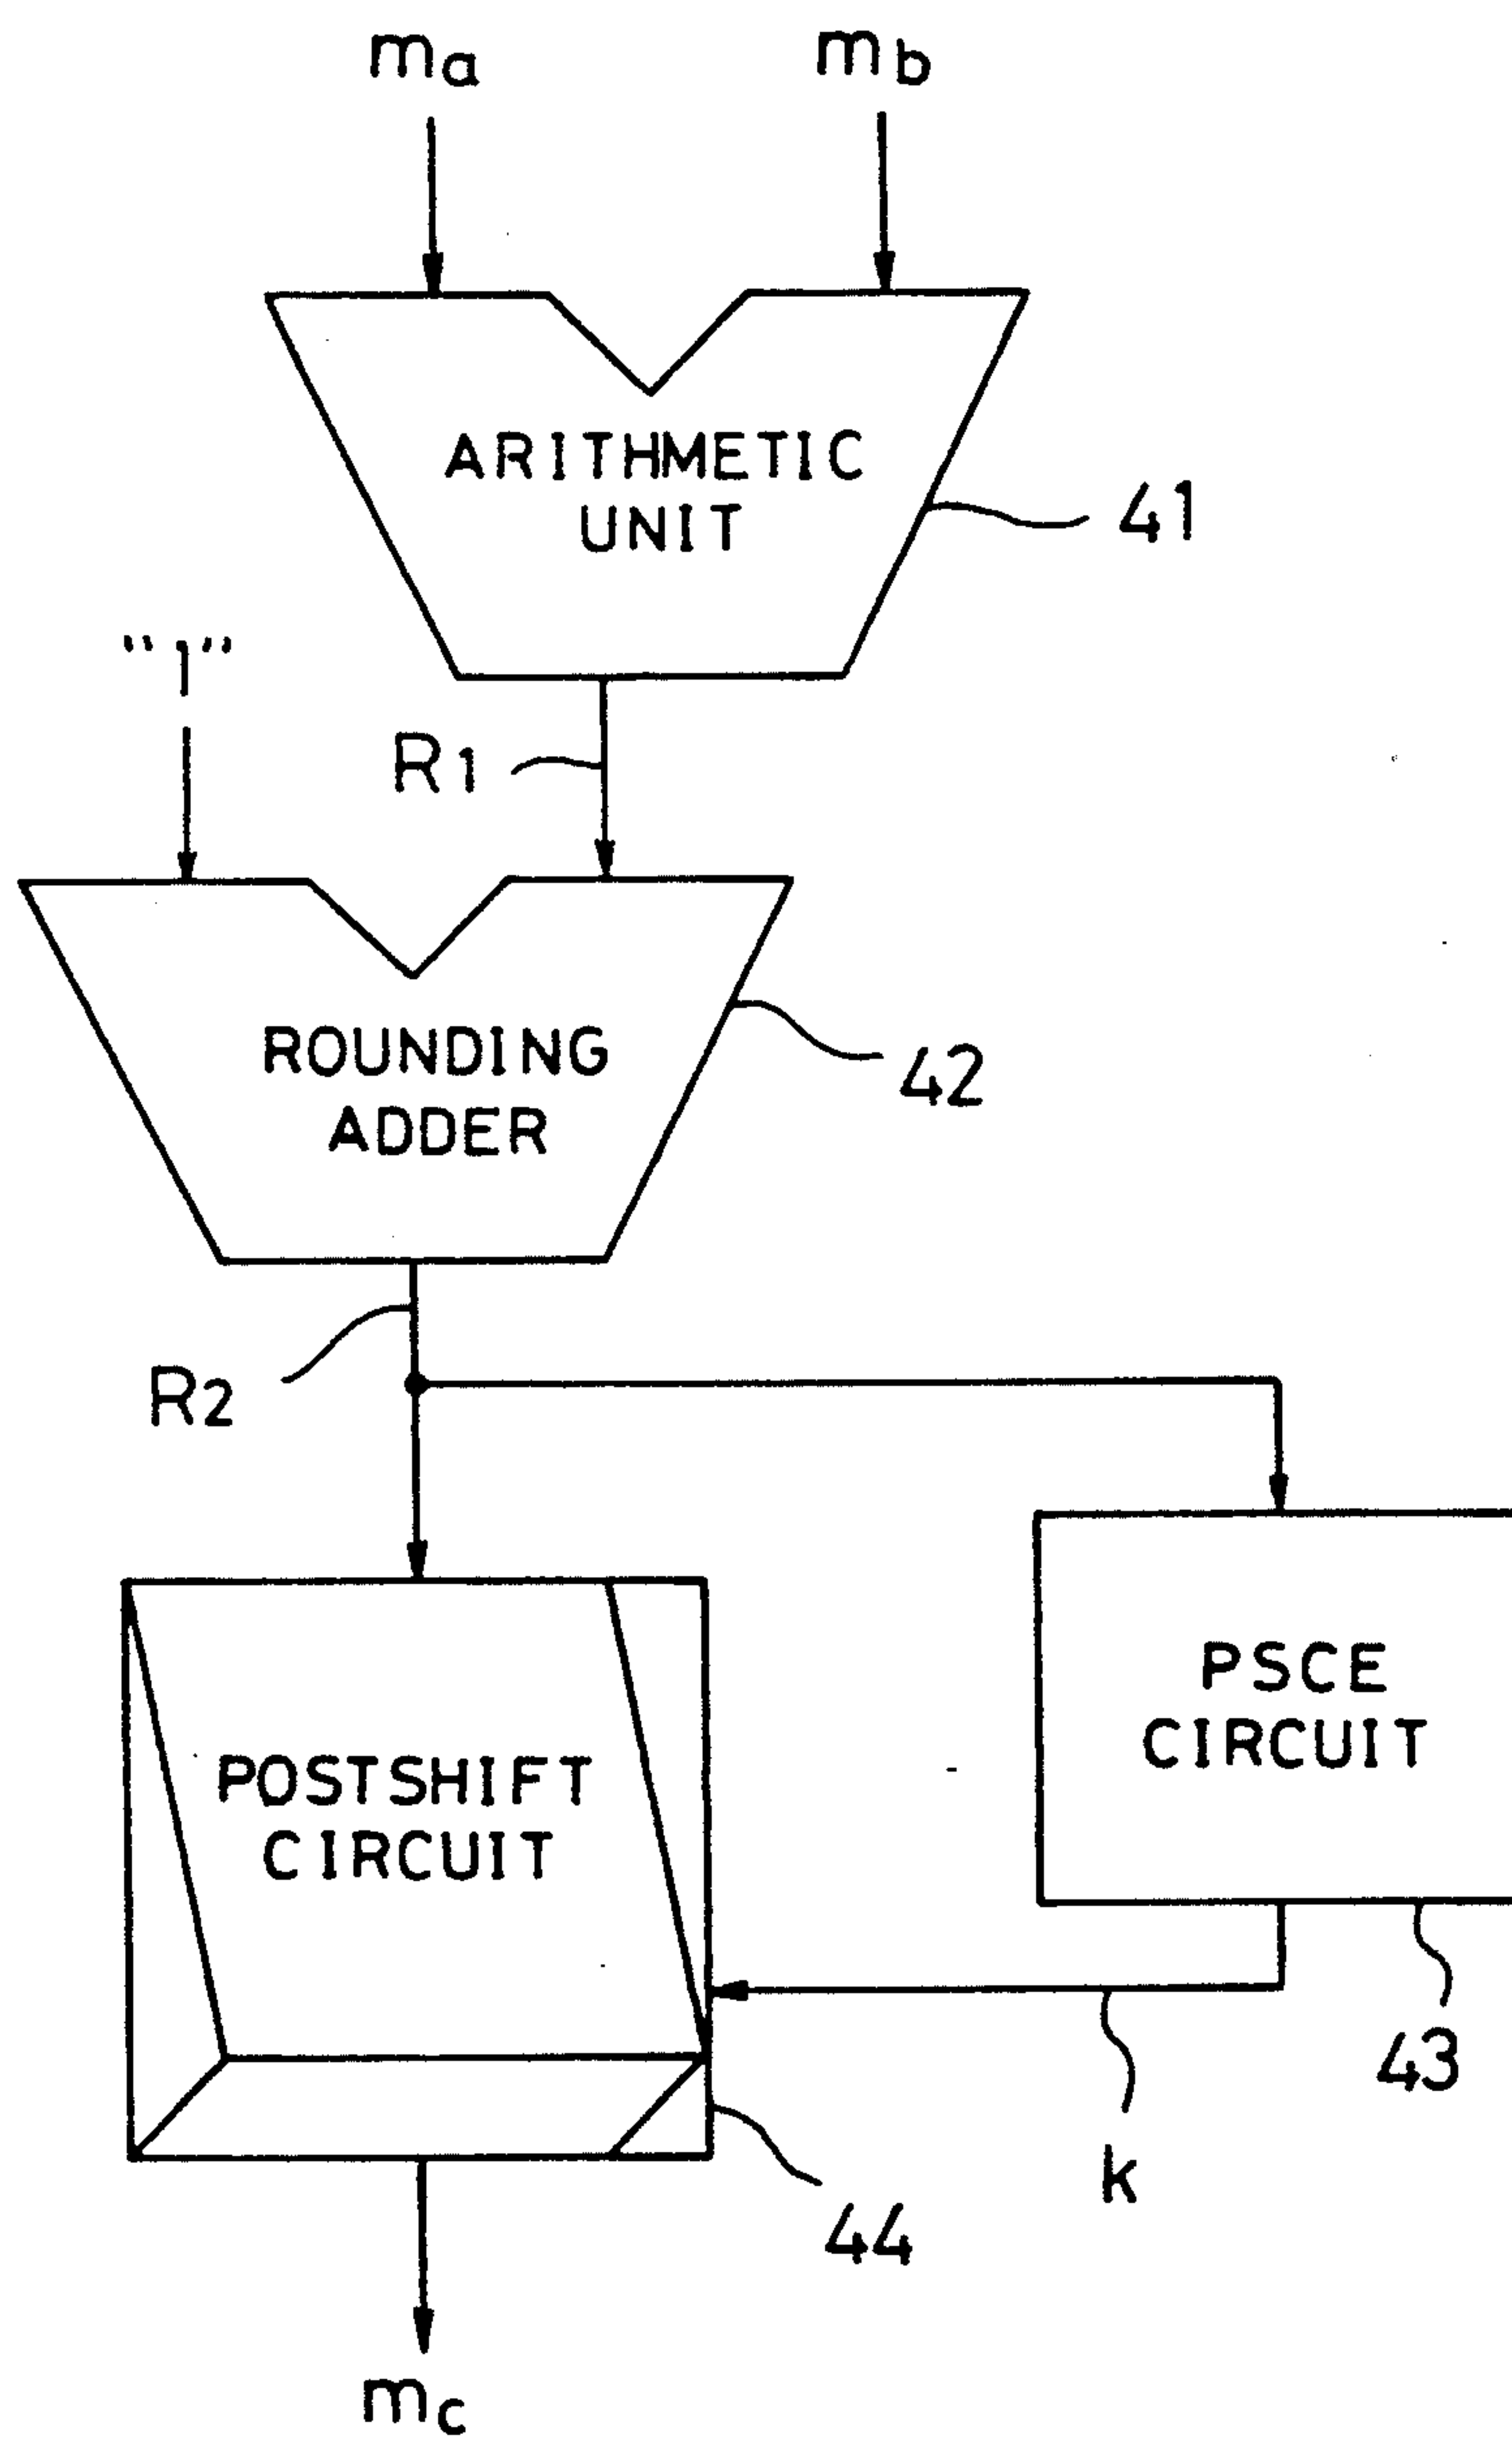 ma
mb
ARITHMETIC
UNIT
41
"1"
R1
ROUNDING
ADDER
42
R2
PSCE
CIRCUIT
POSTSHIFT
CIRCUIT
43
k
44
mc